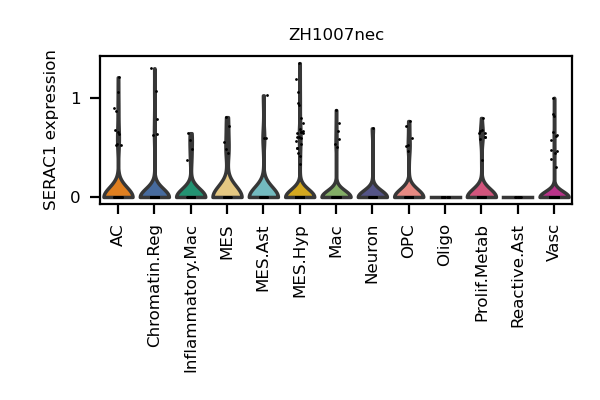 ZH1007nec
SERAC1 expression
1
0
AC
Chromatin.Reg
Inflammatory.Mac
MES
MES.Ast
MES.Hyp
Mac
Neuron
OPC
Oligo
Prolif.Metab
Reactive.Ast
Vasc